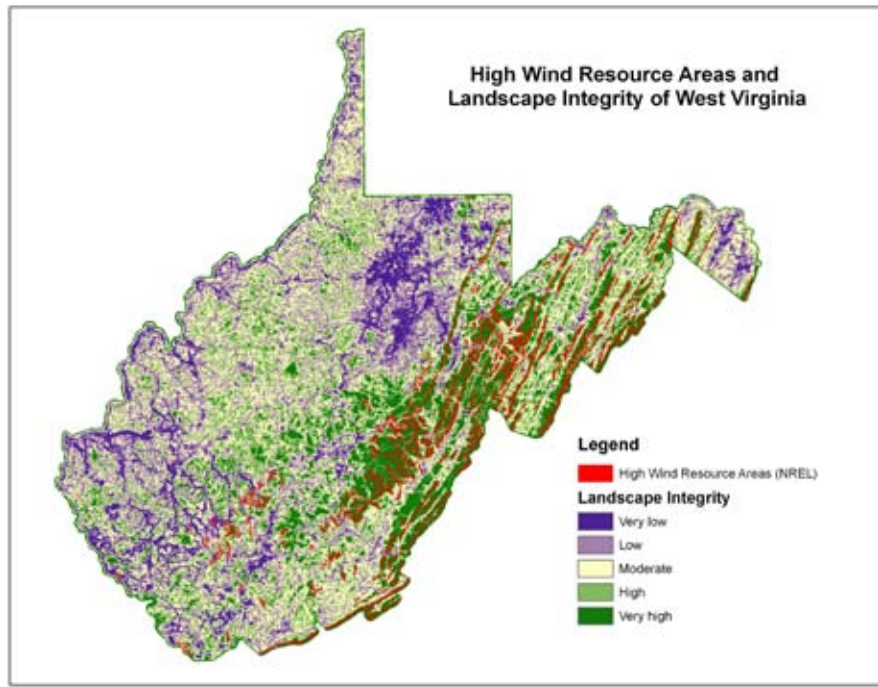 High Wind Resource Areas and
Landscape Integrity of West Virginia
Legend
High Wind Resource Areas (NREL)
Landscape Integrity
Very low
Low
Moderate
High
Very high